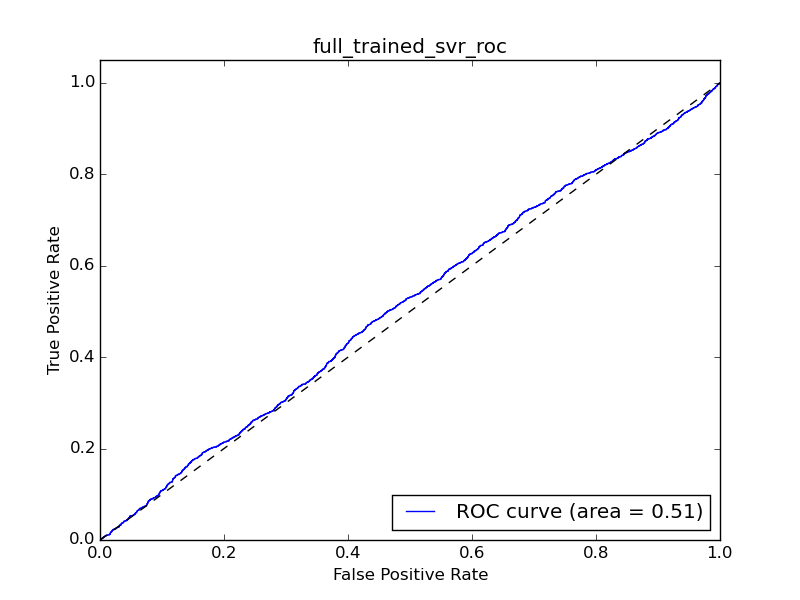 full_trained_svr_roc
1.0
0.8
0.6
0.4
0.2
0.0
True Positive Rate
ROC curve (area = 0.51)
0.0 0.2 0.4 0.6 0.8 1.0
False Positive Rate